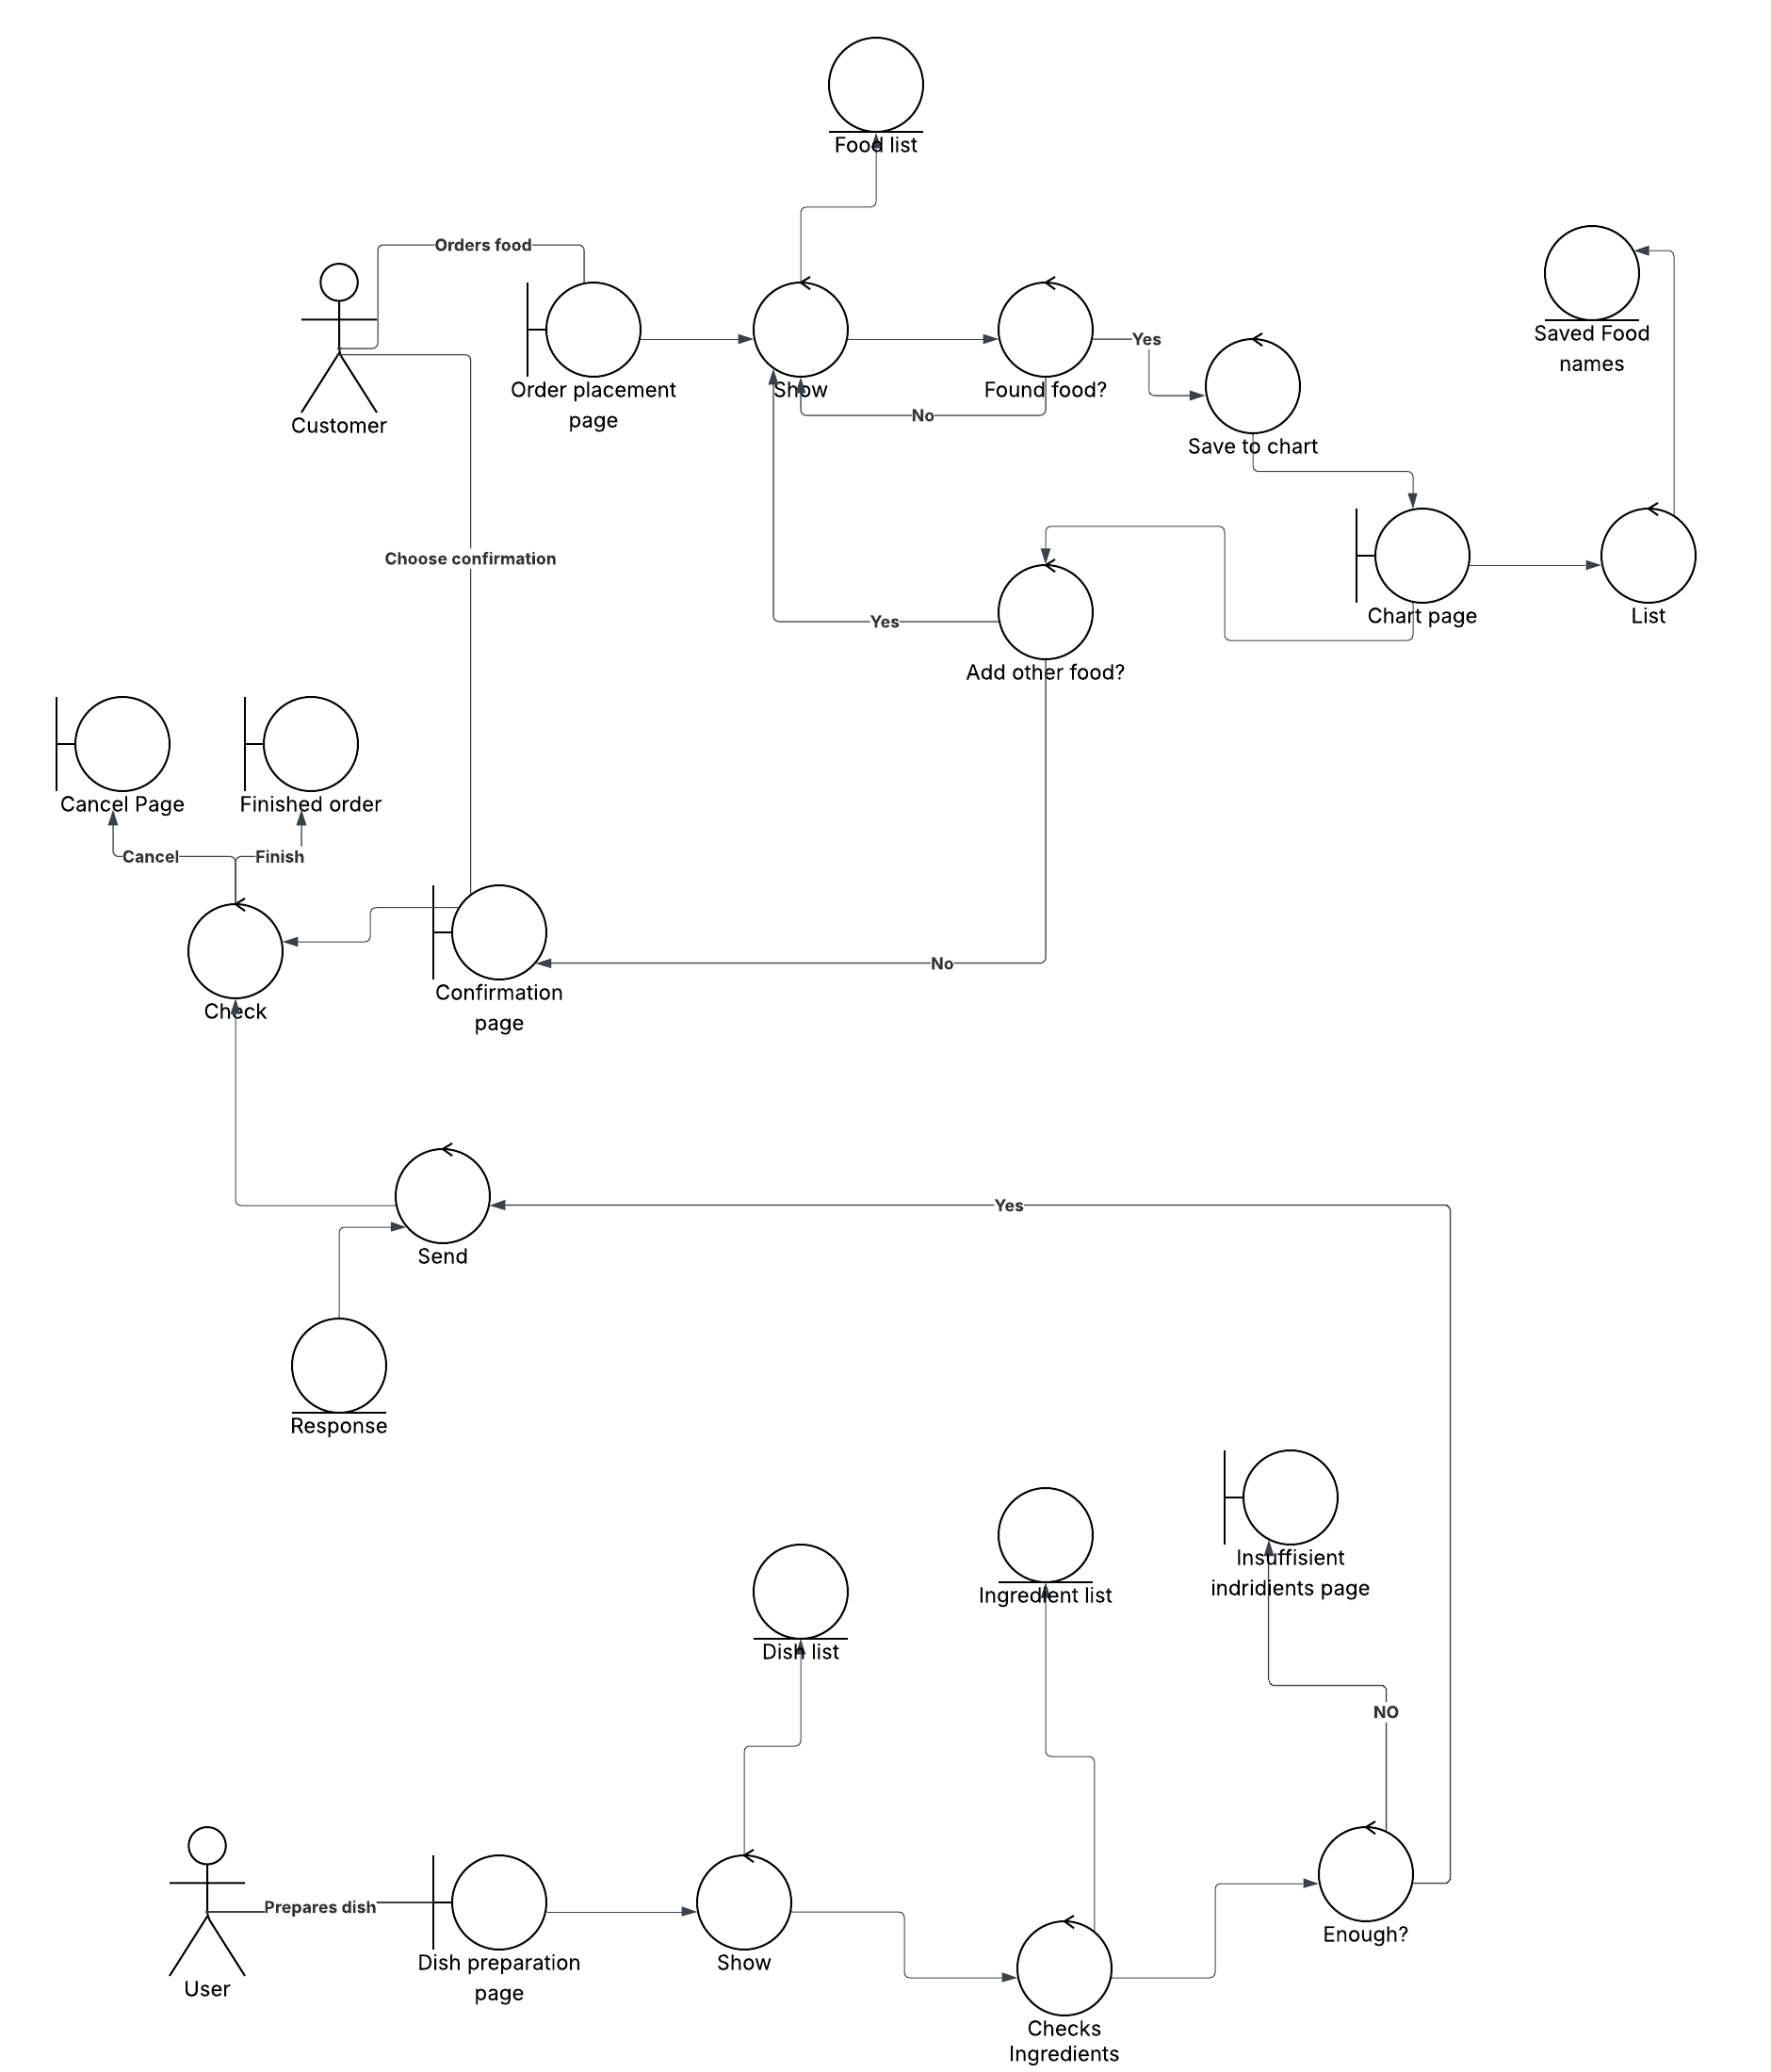 Food list
Orders food
Customer
Order placement
page
Show
Found food?
No
Yes
Save to chart
Saved Food
names
Choose confirmation
Chart page
List
Yes
Add other food?
Cancel Page
Finished order
Cancel
Finish
Check
Confirmation
page
No
Send
Yes
Response
Insuffisient
indridients page
Ingredient list
Dish list
NO
Prepares dish
User
Dish preparation
page
Show
Enough?
Checks
Ingredients